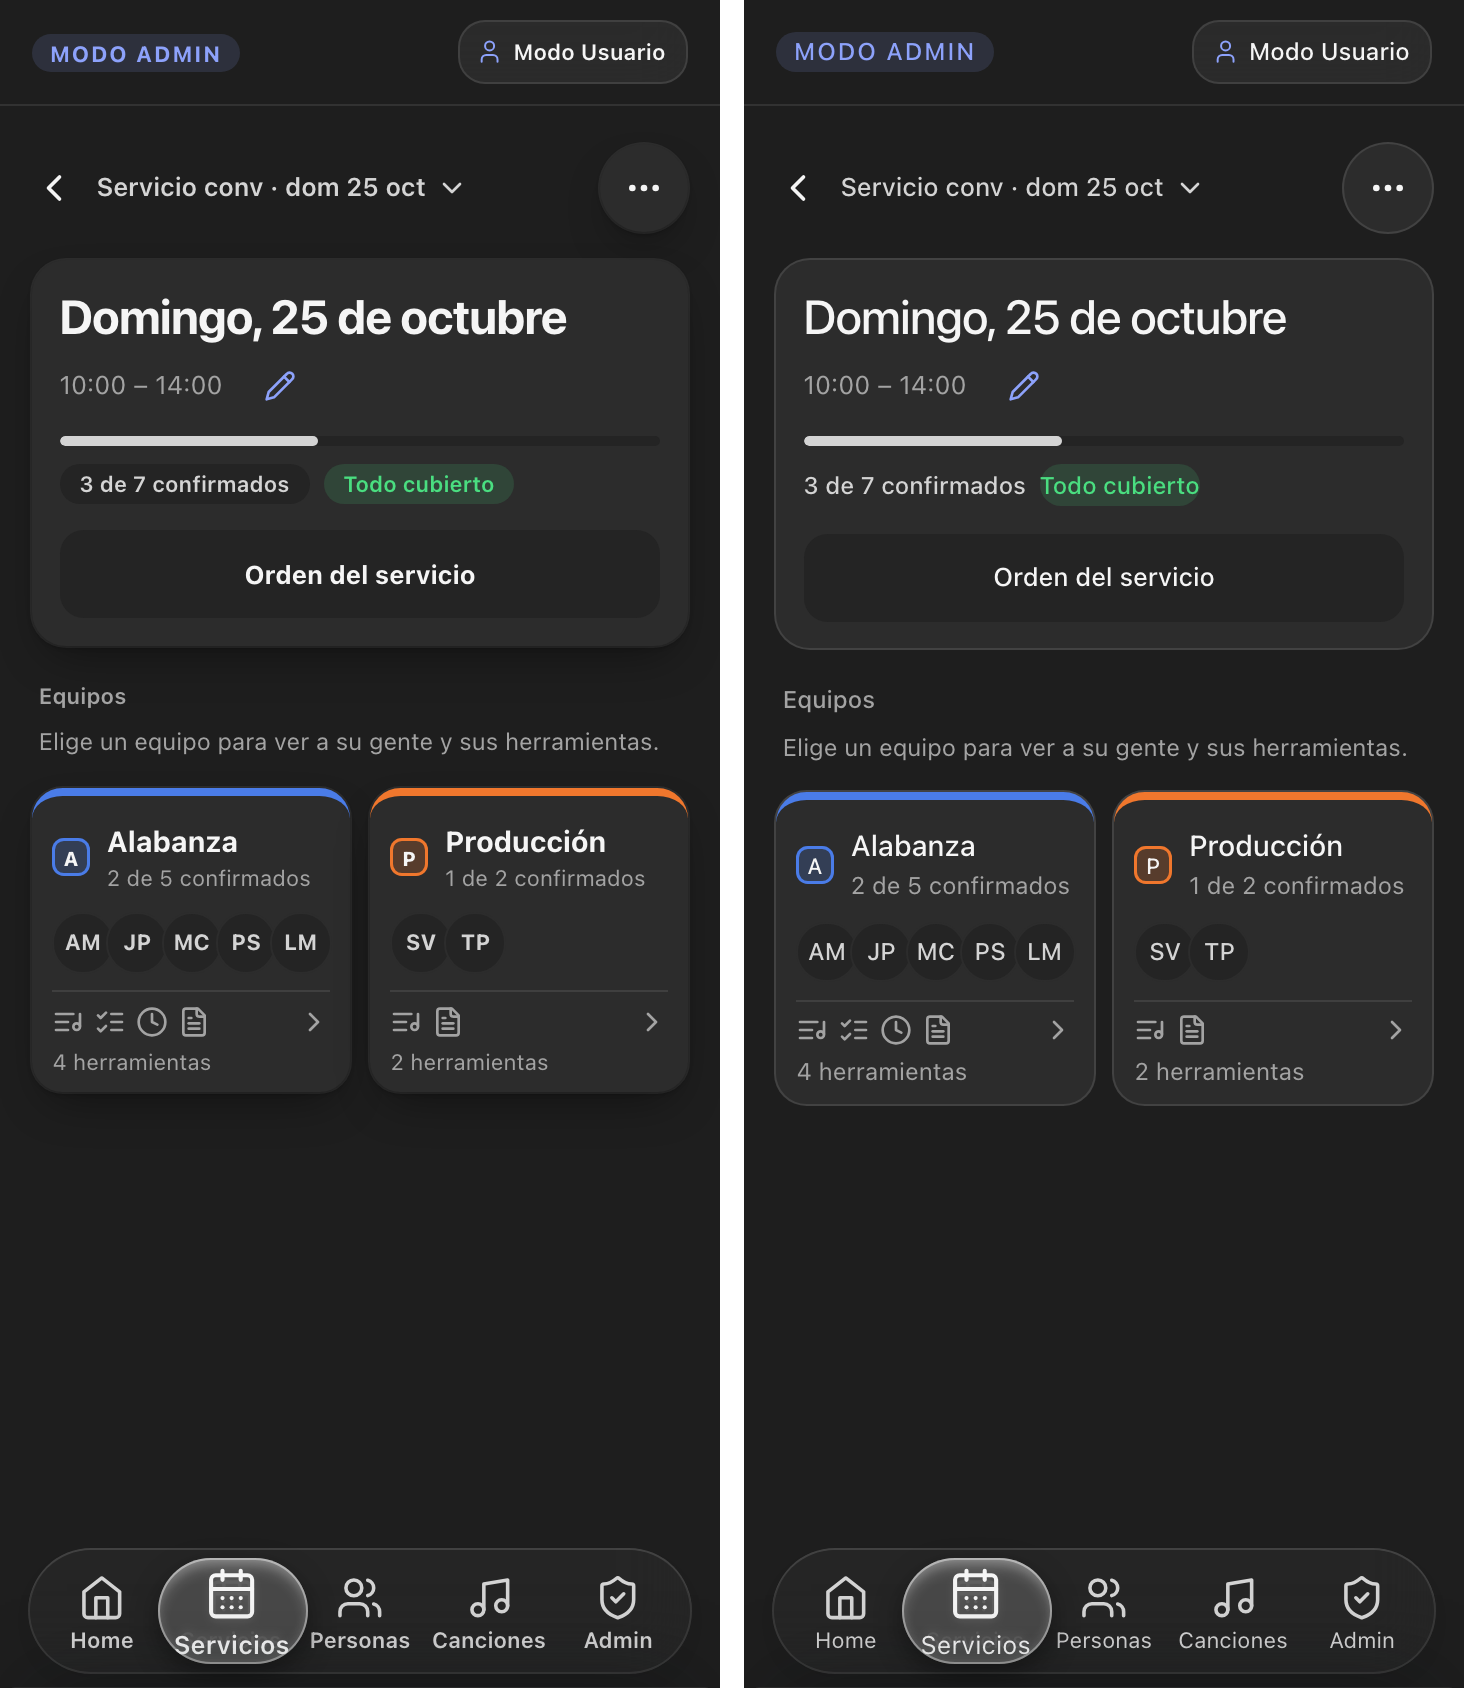 MODO ADMIN
Modo Usuario
Servicio conv · dom 25 oct
Domingo, 25 de octubre
10:00 – 14:00
3 de 7 confirmados
Todo cubierto
Orden del servicio
Equipos
Elige un equipo para ver a su gente y sus herramientas.
A
Alabanza
2 de 5 confirmados
AM JP MC PS LM
4 herramientas
P
Producción
1 de 2 confirmados
SV TP
2 herramientas
Home
Servicios
Personas
Canciones
Admin
MODO ADMIN
Modo Usuario
Servicio conv · dom 25 oct
Domingo, 25 de octubre
10:00 – 14:00
3 de 7 confirmados
Todo cubierto
Orden del servicio
Equipos
Elige un equipo para ver a su gente y sus herramientas.
A
Alabanza
2 de 5 confirmados
AM JP MC PS LM
4 herramientas
P
Producción
1 de 2 confirmados
SV TP
2 herramientas
Home
Servicios
Personas
Canciones
Admin